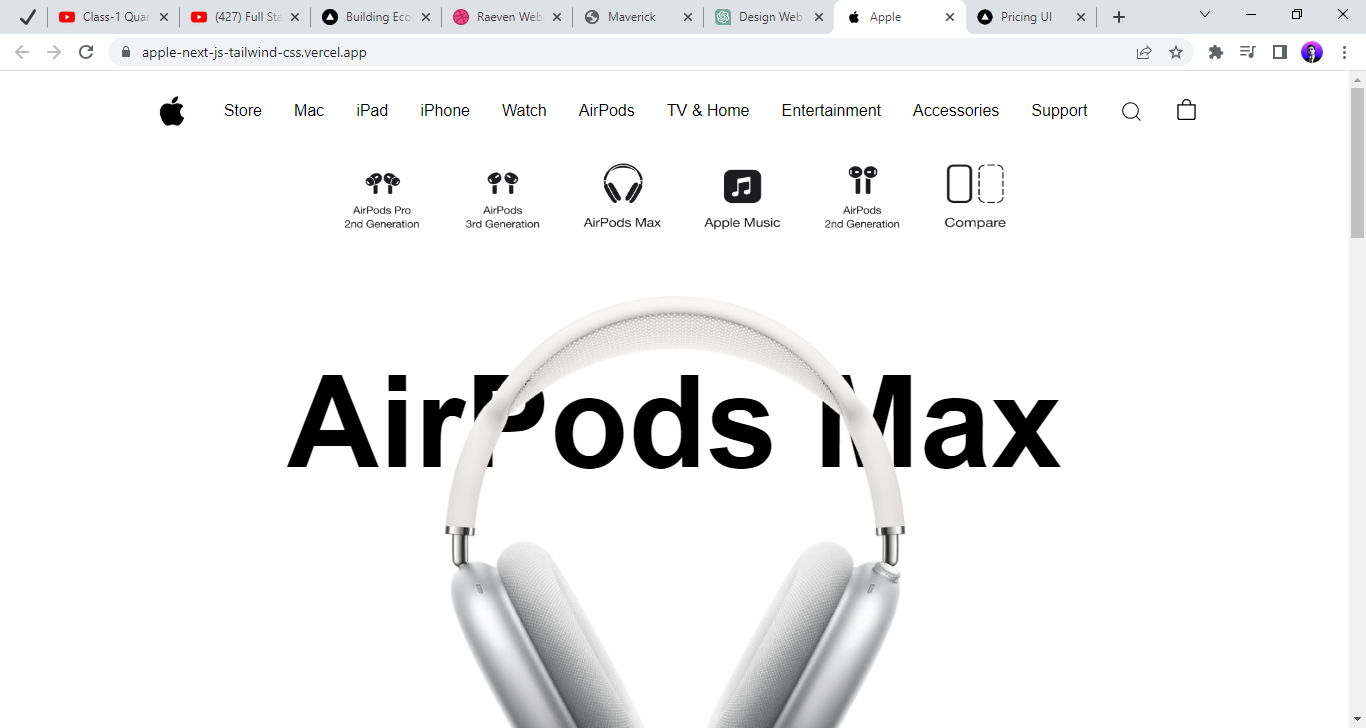 Class-1 Quar
(427) Full Sta
Building Eco
Raeven Web
Maverick
Design Web
Apple
Pricing UI
apple-next-js-tailwind-css.vercel.app
Store Mac iPad iPhone Watch AirPods TV & Home Entertainment Accessories Support
AirPods Pro
2nd Generation
AirPods
3rd Generation
AirPods Max
Apple Music
AirPods
2nd Generation
Compare
AirPods Max